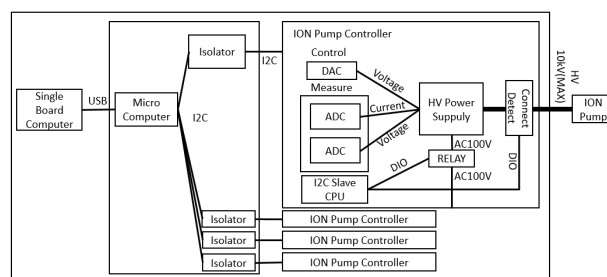 ION Pump Controller
Isolator
I2C
Control
DAC
Measure
ADC
ADC
Voltage
Current
Voltage
HV Power
Suppuly
Connect
Detect
HV
10kV(MAX)
ION
Pump
Single
Board
Computer
USB
Micro
Computer
I2C
AC100V
RELAY
AC100V
DIO
DIO
I2C Slave
CPU
Isolator
ION Pump Controller
Isolator
ION Pump Controller
Isolator
ION Pump Controller